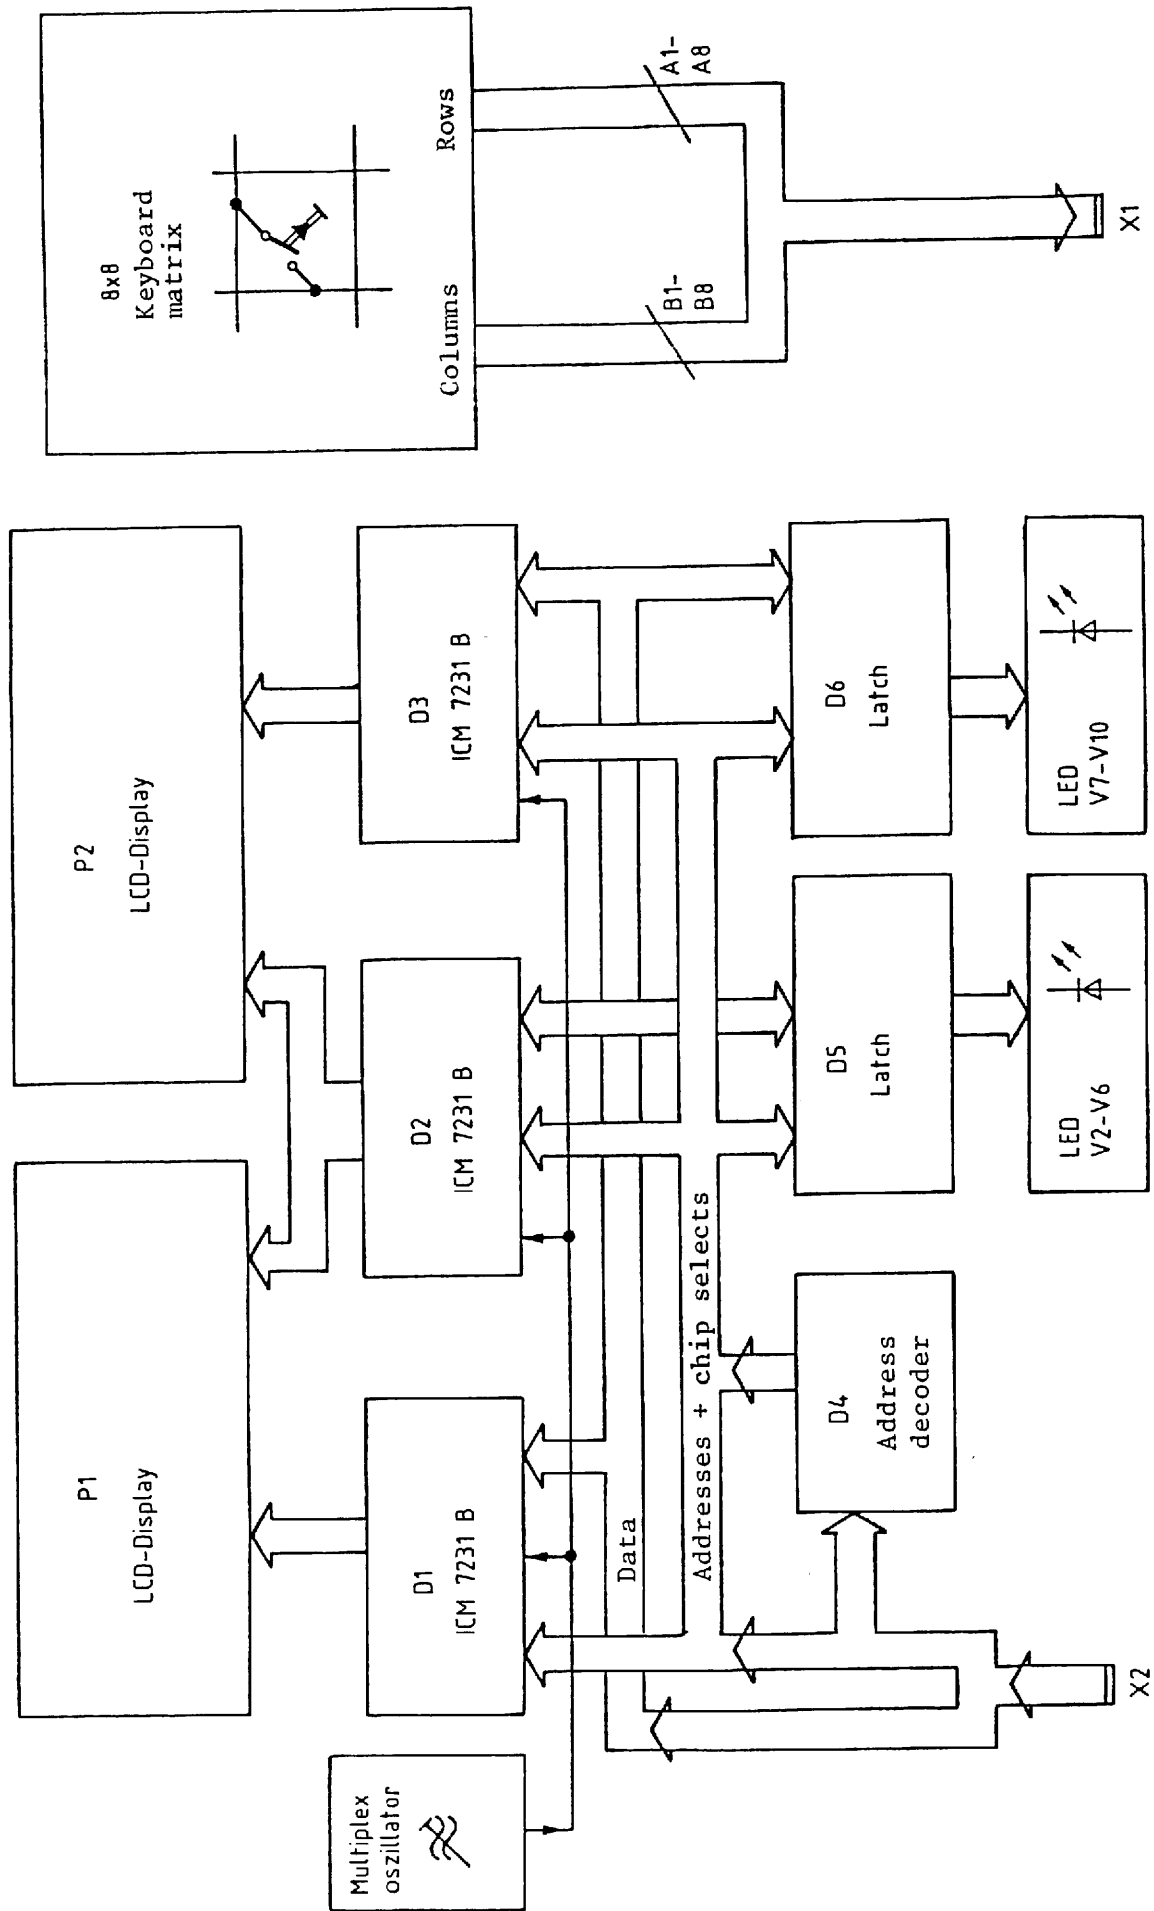 P1
LCD-Display
P2
LCD-Display
8x8
Keyboard
matrix
Columns
Rows
Multiplex
oszillator
D1
ICM 7231 B
D2
ICM 7231 B
D3
ICM 7231 B
B1-
B8
A1-
A8
Data
Addresses + chip selects
D4
Address
decoder
D5
Latch
D6
Latch
LED
V2-V6
LED
V7-V10
X2
X1